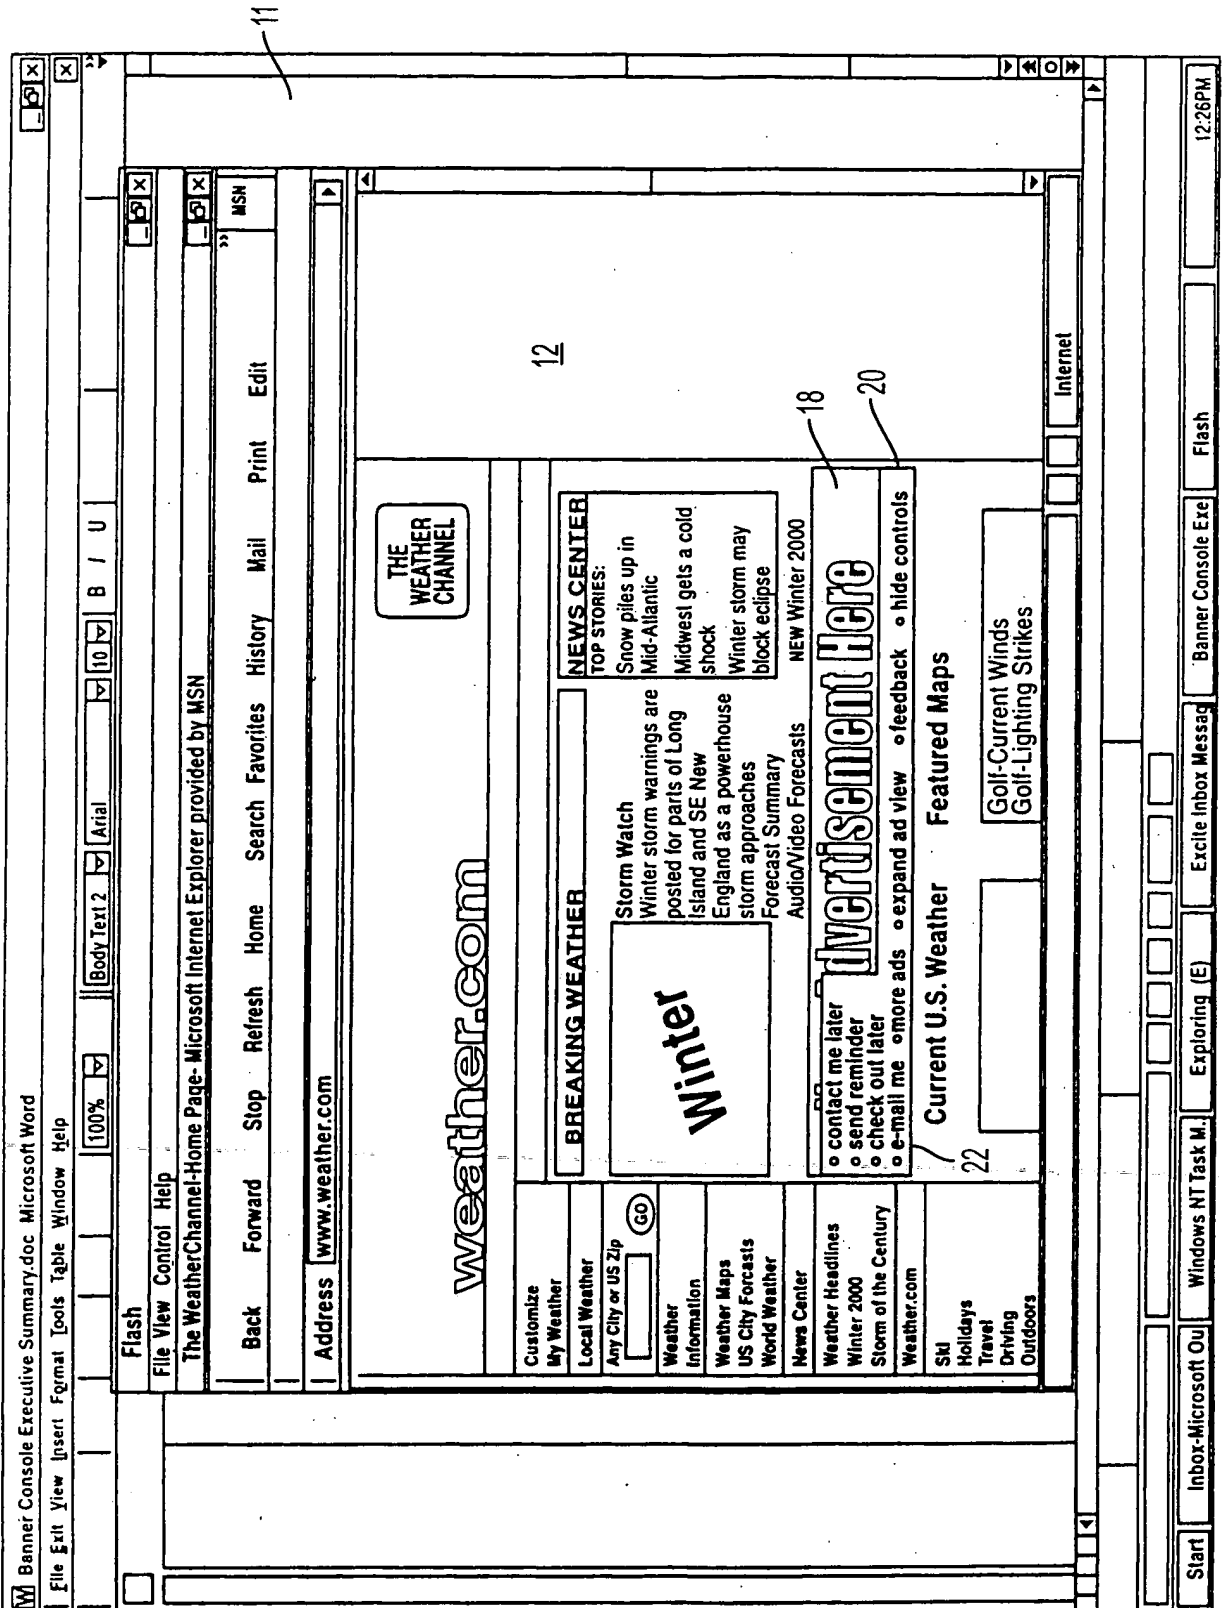 W Banner Console Executive Summary.doc Microsoft Word
File Exit View Insert Format Tools Table Window Help
100% Body Text 2 Arial 10 B / U
11
Flash
File View Control Help
The WeatherChannel-Home Page- Microsoft Internet Explorer provided by MSN
Back Forward Stop Refresh Home Search Favorites History Mail Print Edit
MSN
Address www.weather.com
weather.com
THE
WEATHER
CHANNEL
12
Customize
My Weather
Local Weather
Any City or US Zip
GO
Weather
Information
Weather Maps
US City Forcasts
World Weather
News Center
Weather Headlines
Winter 2000
Storm of the Century
Weather.com
Ski
Holidays
Travel
Driving
Outdoors
BREAKING WEATHER
Winter
Storm Watch
Winter storm warnings are
posted for parts of Long
Island and SE New
England as a powerhouse
storm approaches
Forecast Summary
Audio/Video Forecasts
NEWS CENTER
TOP STORIES:
Snow piles up in
Mid-Atlantic
Midwest gets a cold
shock
Winter storm may
block eclipse
NEW Winter 2000
dvertisement Here
18
contact me later
send reminder
check out later
e-mail me more ads expand ad view feedback hide controls
20
22
Current U.S. Weather Featured Maps
Golf-Current Winds
Golf-Lighting Strikes
Internet
Start Inbox-Microsoft Ou Windows NT Task M. Exploring (E) Excite Inbox Messag Banner Console Exe Flash 12:26PM